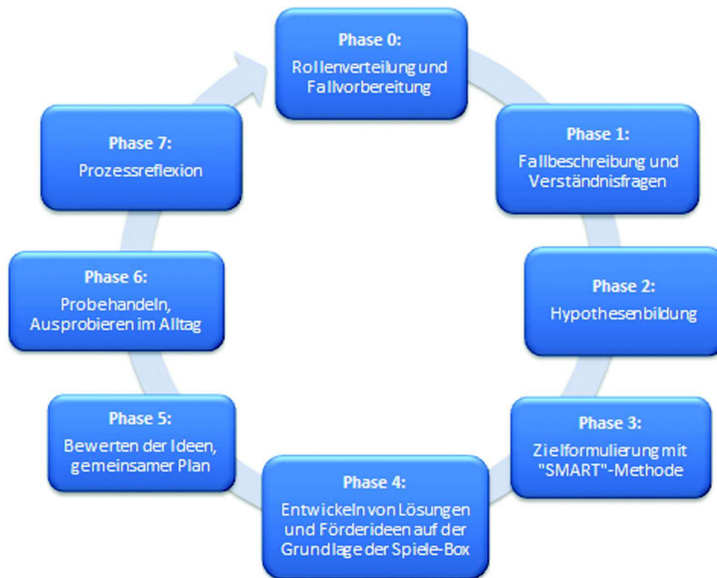 Phase 0:
Rollenverteilung und
Fallvorbereitung
Phase 1:
Fallbeschreibung und
Verständnisfragen
Phase 2:
Hypothesenbildung
Phase 3:
Zielformulierung mit
"SMART"-Methode
Phase 4:
Entwickeln von Lösungen
und Förderideen auf der
Grundlage der Spiele-Box
Phase 5:
Bewerten der Ideen,
gemeinsamer Plan
Phase 6:
Probehandeln,
Ausprobieren im Alltag
Phase 7:
Prozessreflexion